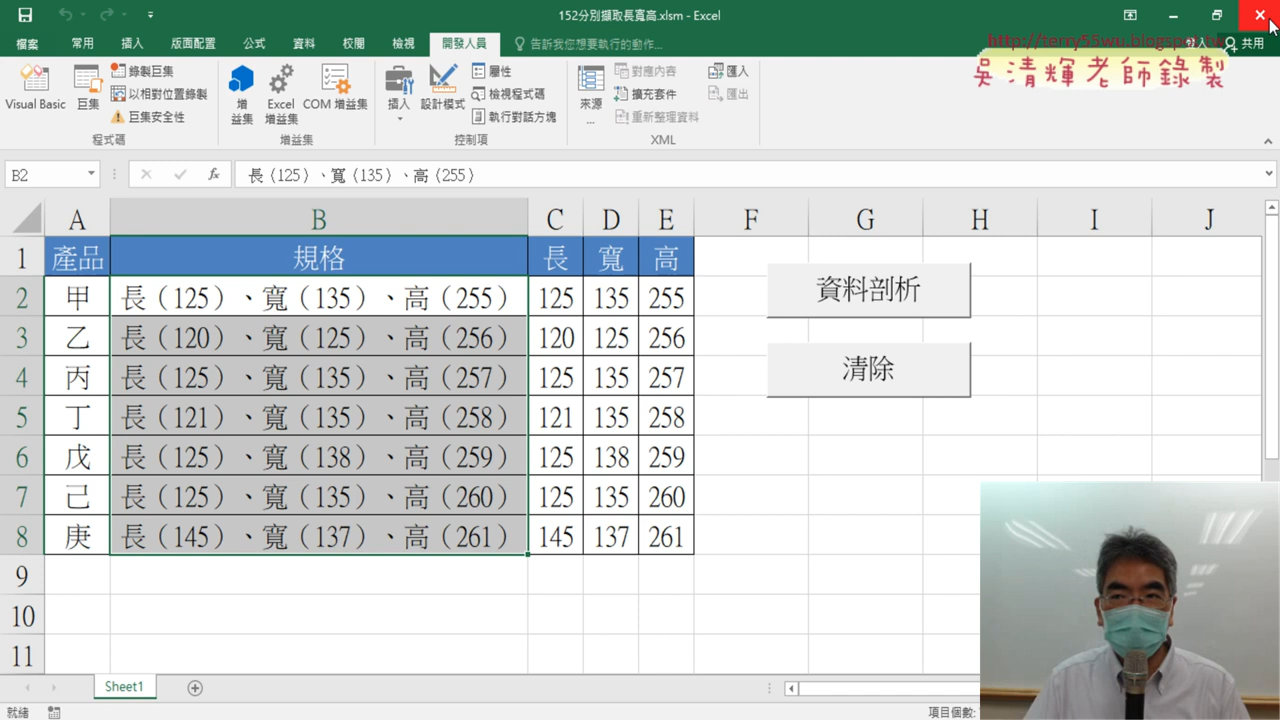 152分別擷取長寬高.xlsm - Excel
檔案 常用 插入 版面配置 公式 資料 校閱 檢視 開發人員 告訴我您想要執行的動作... 登入 共用
http://terry55wu.blogspot.tw
吳清輝老師錄製
Visual Basic 巨集 錄製巨集 以相對位置錄製 巨集安全性
程式碼
增益集 Excel 增益集 COM 增益集
增益集
插入 設計模式 屬性 檢視程式碼 執行對話方塊
控制項
來源... 對應內容 擴充套件 重新整理資料 匯入 匯出
XML
B2 fx 長（125）、寬（135）、高（255）
A B C D E F G H I J
1 產品 規格 長 寬 高
2 甲 長（125）、寬（135）、高（255） 125 135 255
3 乙 長（120）、寬（125）、高（256） 120 125 256
4 丙 長（125）、寬（135）、高（257） 125 135 257
5 丁 長（121）、寬（135）、高（258） 121 135 258
6 戊 長（125）、寬（138）、高（259） 125 138 259
7 己 長（125）、寬（135）、高（260） 125 135 260
8 庚 長（145）、寬（137）、高（261） 145 137 261
9
10
11
資料剖析
清除
Sheet1
就緒 項目個數: